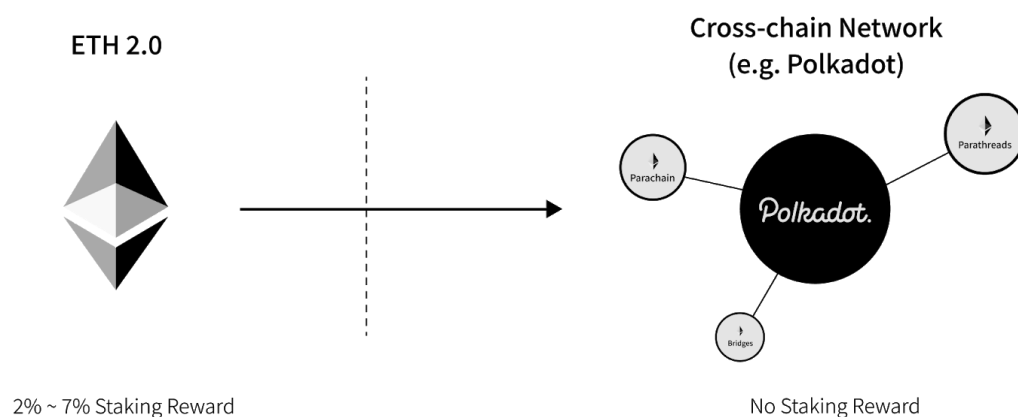 ETH 2.0
Cross-chain Network
(e.g. Polkadot)
Parachain
Parathreads
Polkadot.
Bridges
2% ~ 7% Staking Reward
No Staking Reward